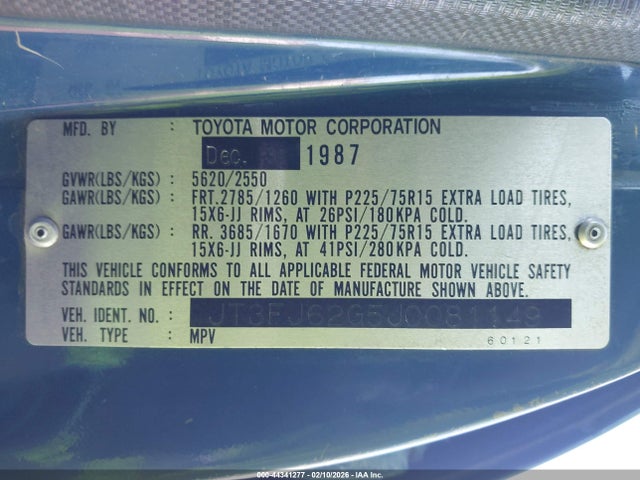 MFD. BY : TOYOTA MOTOR CORPORATION
Dec. 1987
GVWR(LBS/KGS) : 5620/2550
GAWR(LBS/KGS) : FRT.2785/1260 WITH P225/75R15 EXTRA LOAD TIRES,
15X6-JJ RIMS, AT 26PSI/180KPA COLD.
GAWR(LBS/KGS) : RR. 3685/1670 WITH P225/75R15 EXTRA LOAD TIRES,
15X6-JJ RIMS, AT 41PSI/280KPA COLD.
THIS VEHICLE CONFORMS TO ALL APPLICABLE FEDERAL MOTOR VEHICLE SAFETY
STANDARDS IN EFFECT ON THE DATE OF MANUFACTURE SHOWN ABOVE.
VEH. IDENT. NO. : JT3FJ62G5J0081149
VEH. TYPE : MPV 60121
000-44341277 - 02/10/2026 - IAA Inc.